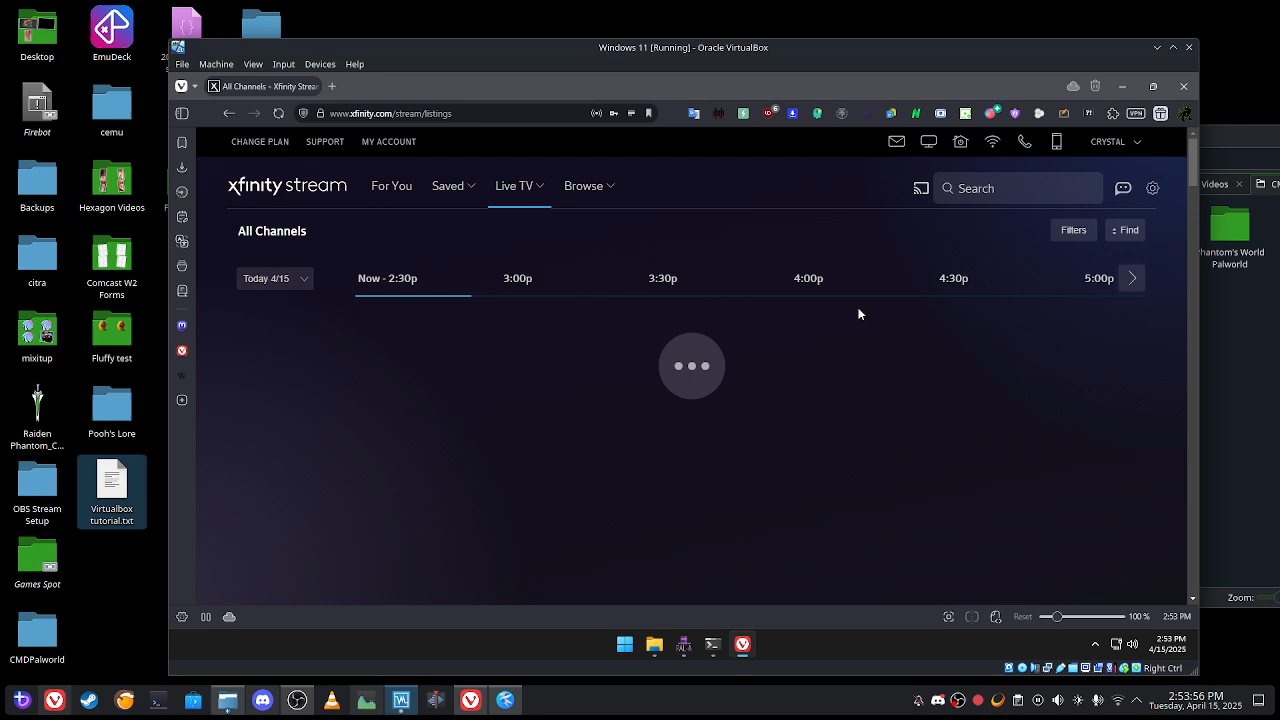 Windows 11 [Running] - Oracle VirtualBox
File Machine View Input Devices Help
All Channels - Xfinity Strea
www.xfinity.com/stream/listings
6
VPN
CHANGE PLAN SUPPORT MY ACCOUNT
CRYSTAL
xfinity stream For You Saved Live TV Browse
Search
All Channels
Filters
Find
Today 4/15
Now - 2:30p 3:00p 3:30p 4:00p 4:30p 5:00p
Reset
100 %
2:53 PM
2:53 PM
4/15/2025
Right Ctrl
Desktop
EmuDeck
Firebot
cemu
Backups
Hexagon Videos
citra
Comcast W2
Forms
mixitup
Fluffy test
Raiden
Phantom_C...
Pooh's Lore
OBS Stream
Setup
Virtualbox
tutorial.txt
Games Spot
CMDPalworld
Videos
hantom's World
Palworld
Zoom:
2:53:56 PM
Tuesday, April 15, 2025